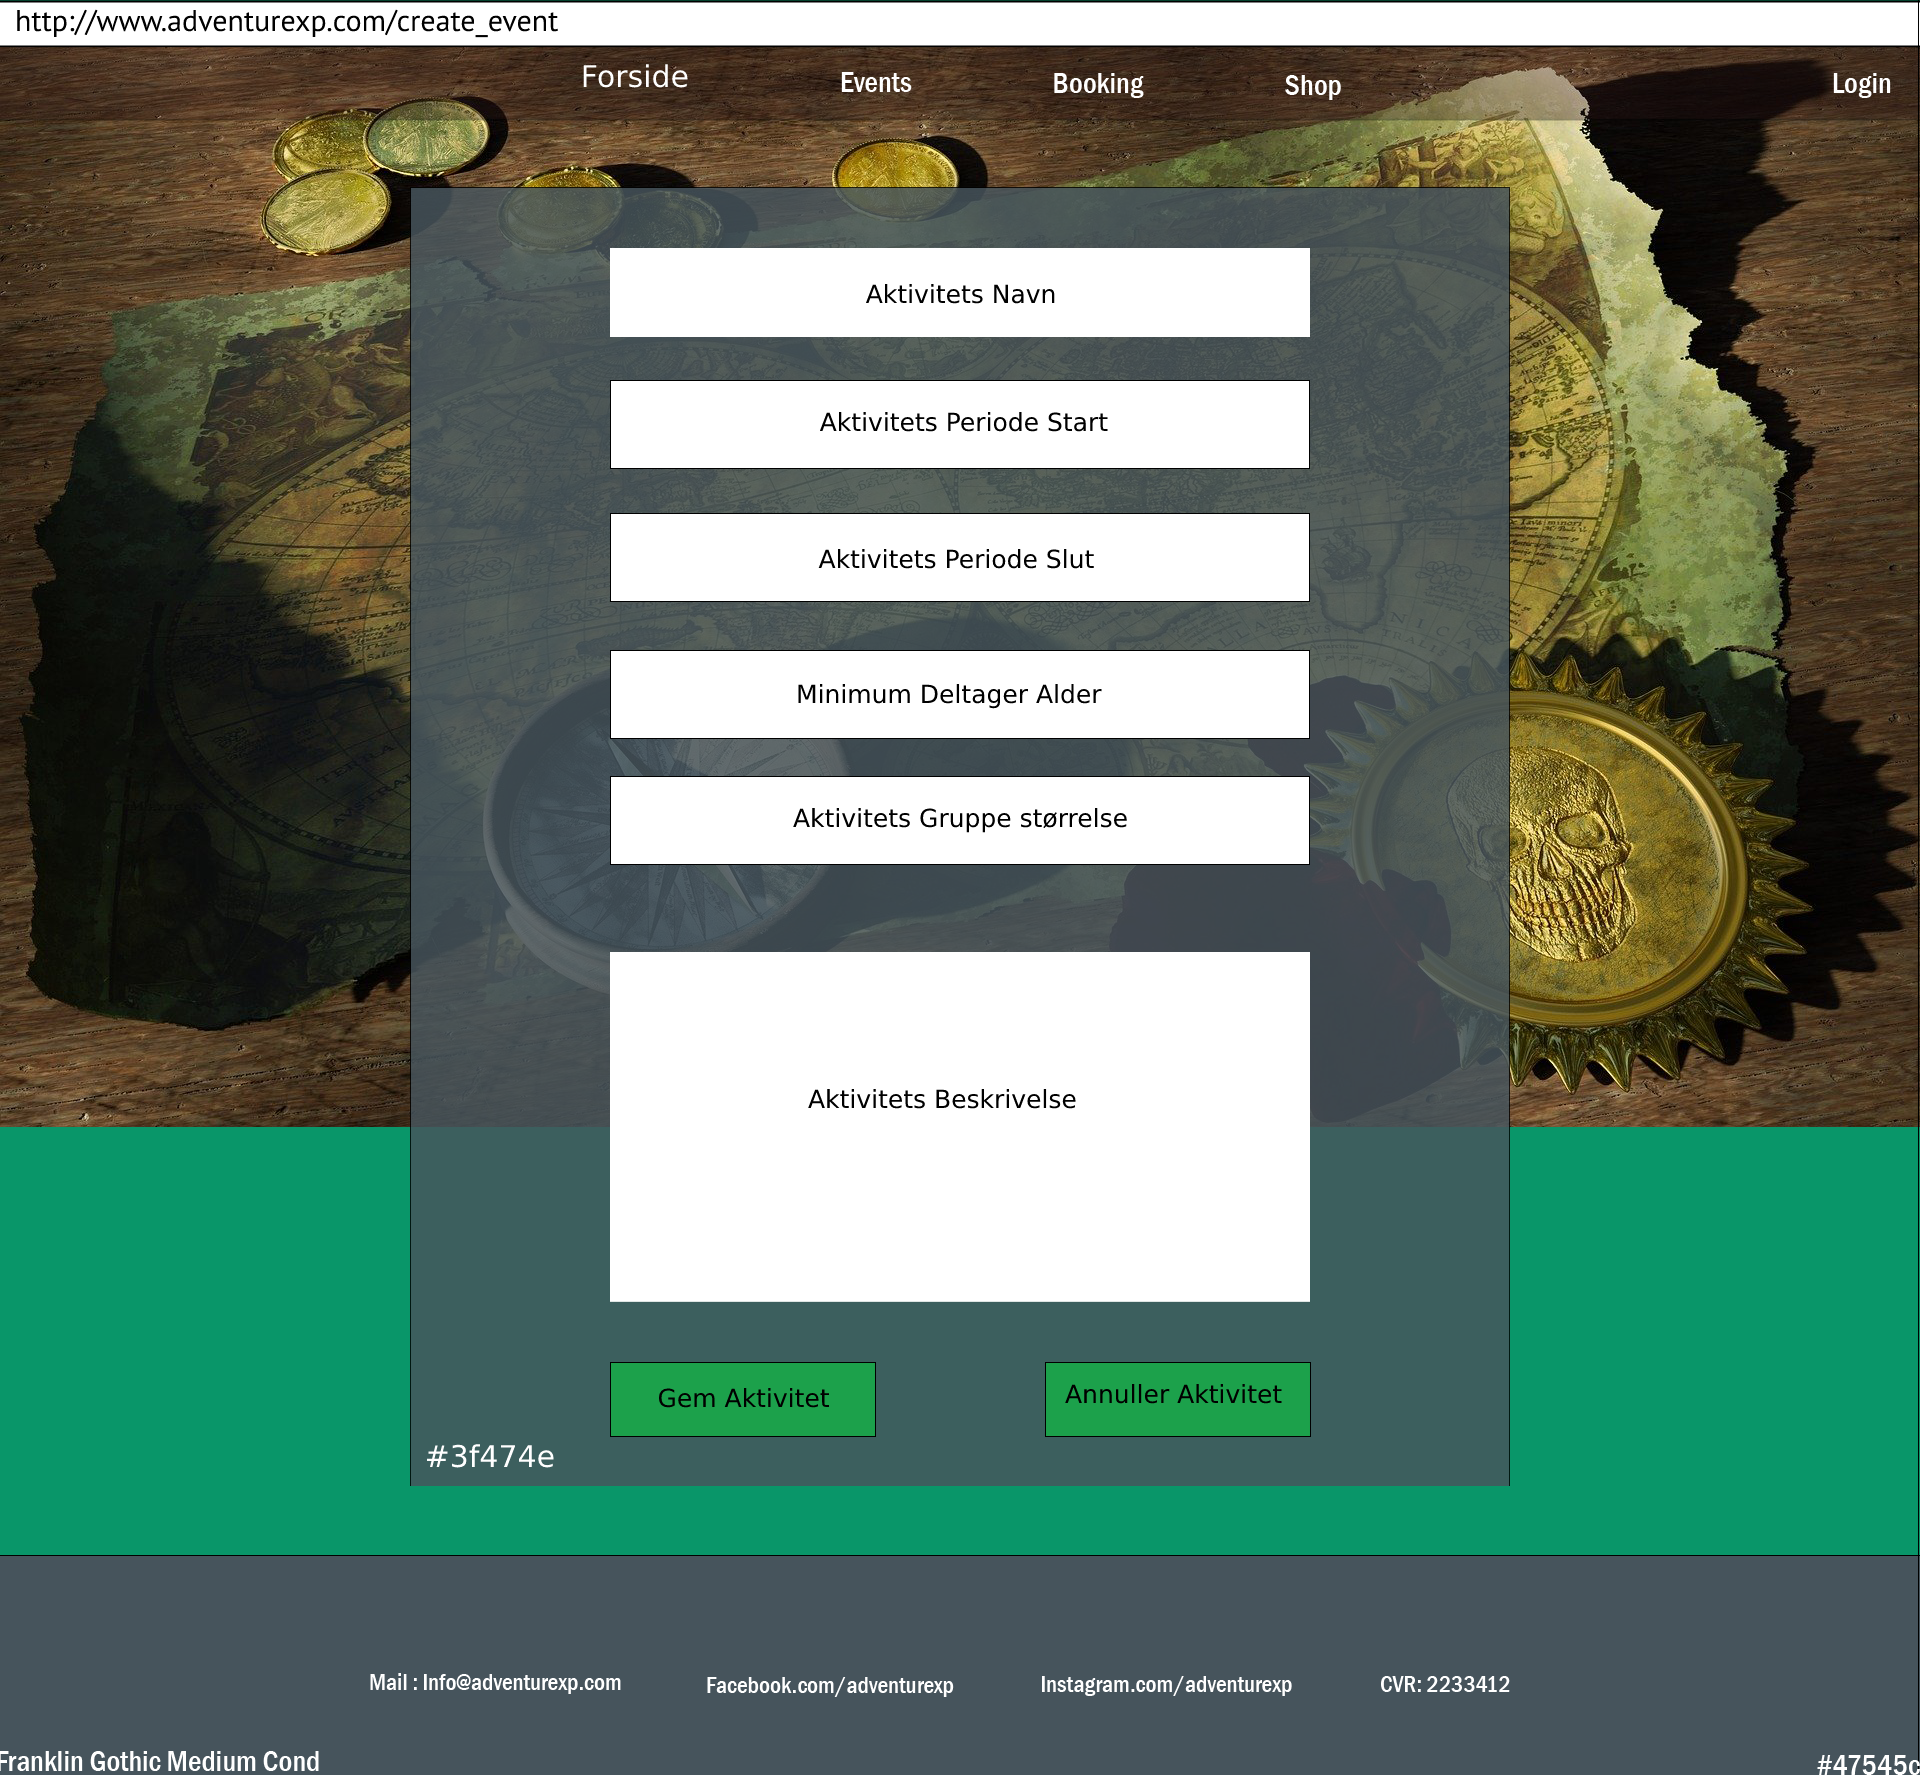 http://www.adventurexp.com/create_event
Forside
Events
Booking
Shop
Login
Aktivitets Navn
Aktivitets Periode Start
Aktivitets Periode Slut
Minimum Deltager Alder
Aktivitets Gruppe størrelse
Aktivitets Beskrivelse
Gem Aktivitet
Annuller Aktivitet
#3f474e
Mail : Info@adventurexp.com
Facebook.com/adventurexp
Instagram.com/adventurexp
CVR: 2233412
Franklin Gothic Medium Cond
#47545c